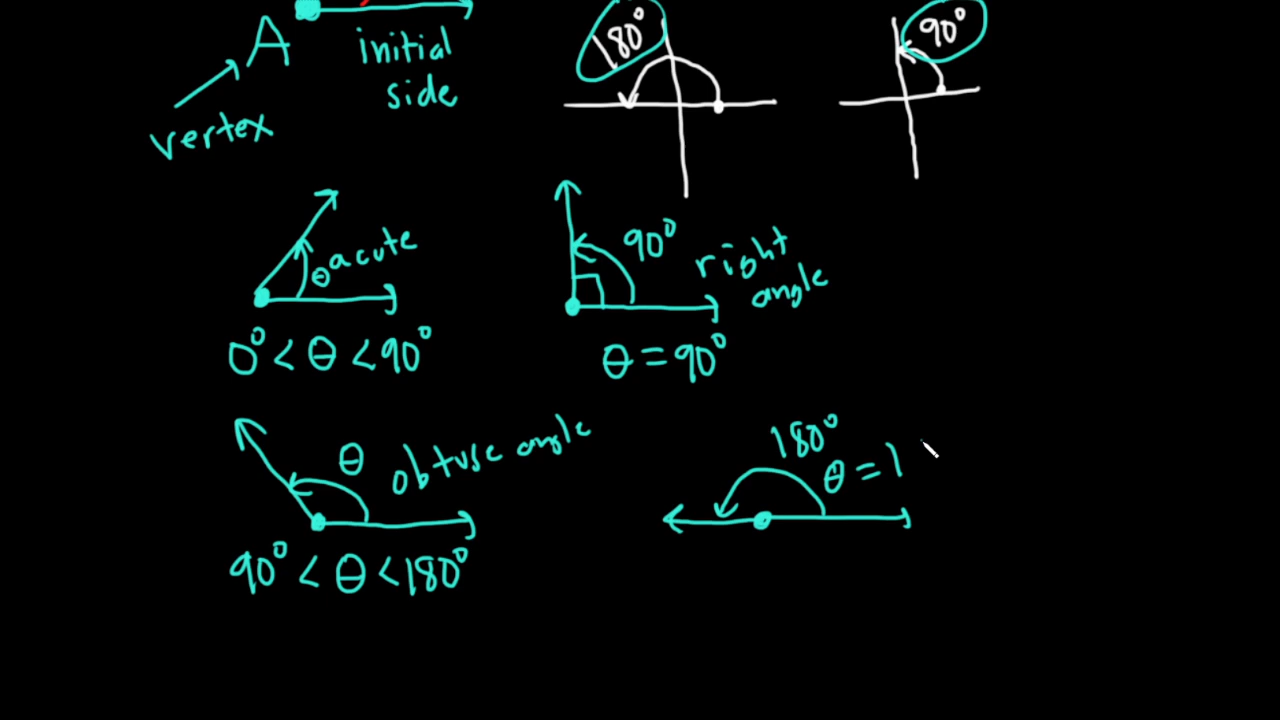 A
initial
side
vertex
180°
90°
θ acute
0° < θ < 90°
90°
right
angle
θ = 90°
θ obtuse angle
90° < θ < 180°
180°
θ = 1